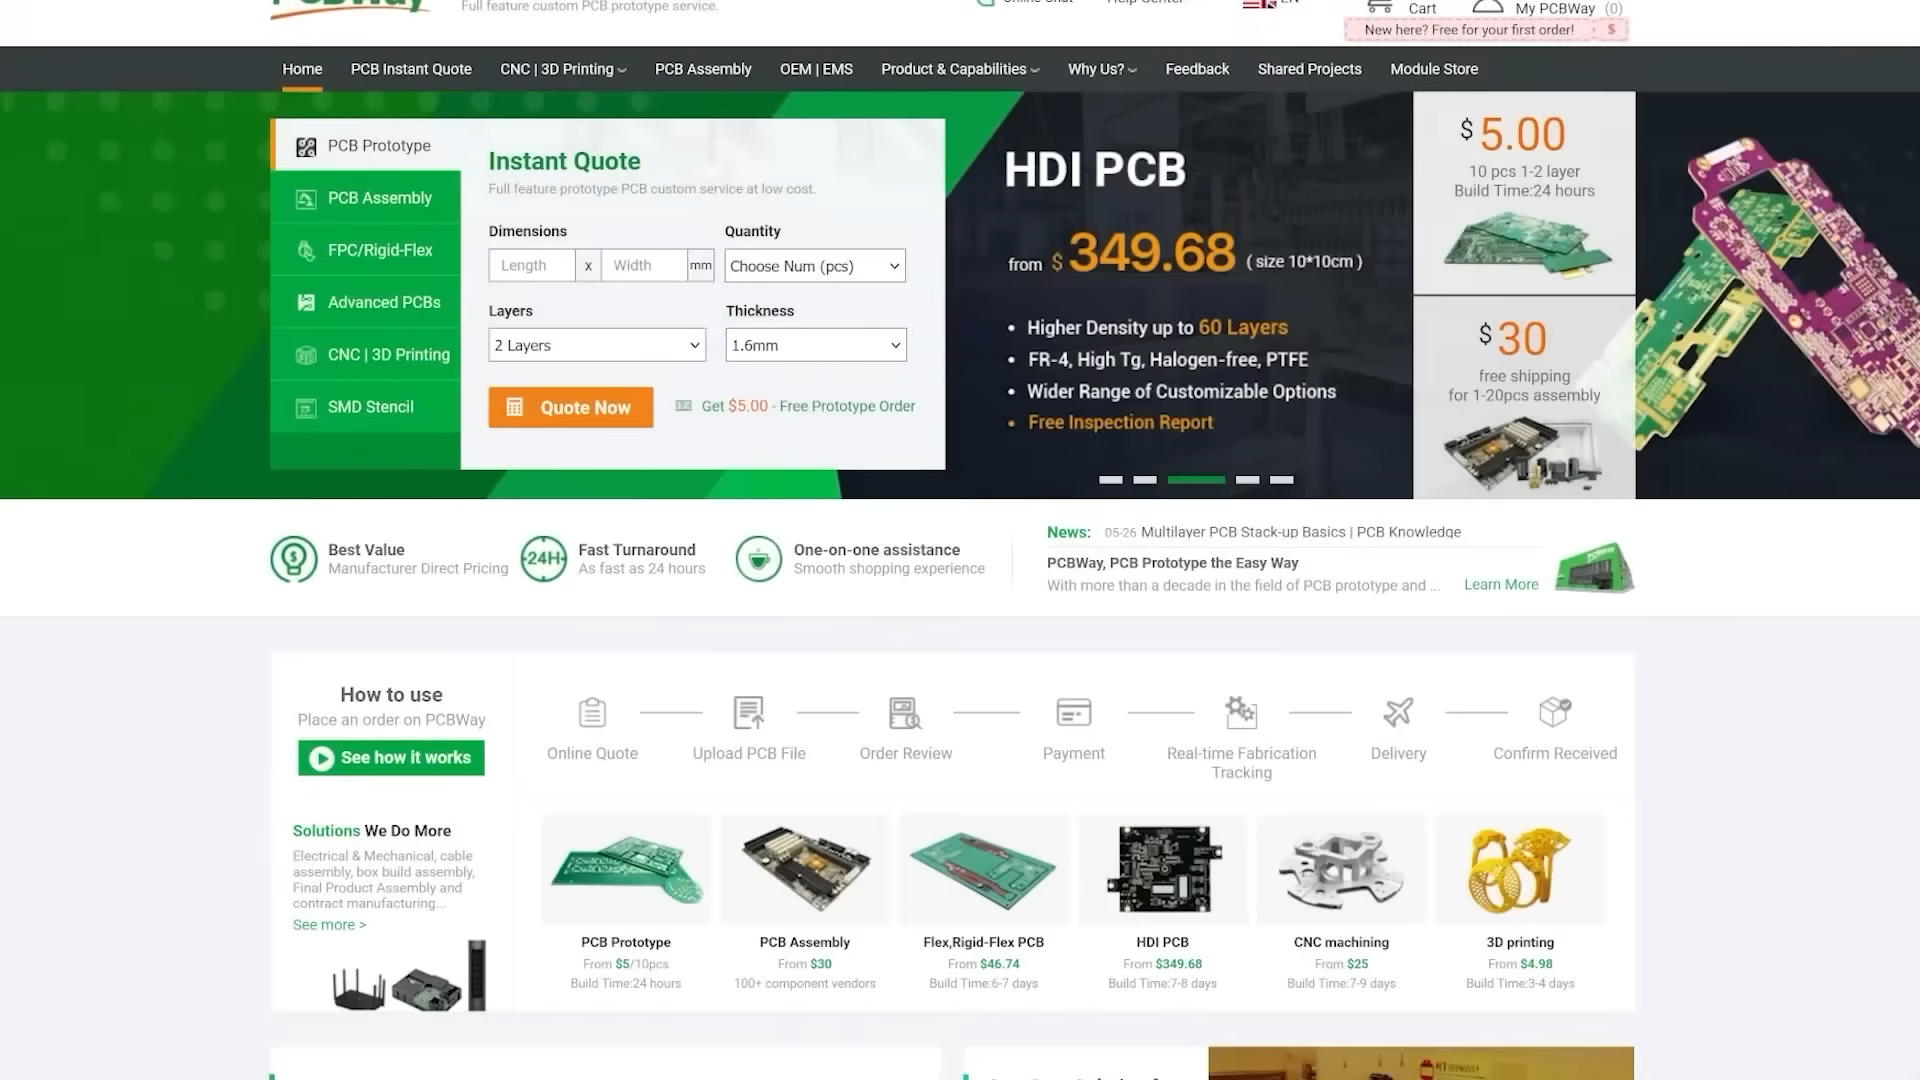 PCBWay
Full feature custom PCB prototype service.
Online Chat
Help Center
EN
Cart
My PCBWay (0)
New here? Free for your first order! $
Home
PCB Instant Quote
CNC | 3D Printing
PCB Assembly
OEM | EMS
Product & Capabilities
Why Us?
Feedback
Shared Projects
Module Store
PCB Prototype
PCB Assembly
FPC/Rigid-Flex
Advanced PCBs
CNC | 3D Printing
SMD Stencil
Instant Quote
Full feature prototype PCB custom service at low cost.
Dimensions
Quantity
Length x Width mm
Choose Num (pcs)
Layers
Thickness
2 Layers
1.6mm
Quote Now
Get $5.00 - Free Prototype Order
HDI PCB
from $349.68 ( size 10*10cm )
• Higher Density up to 60 Layers
• FR-4, High Tg, Halogen-free, PTFE
• Wider Range of Customizable Options
• Free Inspection Report
$5.00
10 pcs 1-2 layer
Build Time:24 hours
$30
free shipping
for 1-20pcs assembly
Best Value
Manufacturer Direct Pricing
24H
Fast Turnaround
As fast as 24 hours
One-on-one assistance
Smooth shopping experience
News: 05-26 Multilayer PCB Stack-up Basics | PCB Knowledge
PCBWay, PCB Prototype the Easy Way
With more than a decade in the field of PCB prototype and ... Learn More
How to use
Place an order on PCBWay
See how it works
Online Quote
Upload PCB File
Order Review
Payment
Real-time Fabrication
Tracking
Delivery
Confirm Received
Solutions We Do More
Electrical & Mechanical, cable
assembly, box build assembly,
Final Product Assembly and
contract manufacturing...
See more >
PCB Prototype
From $5/10pcs
Build Time:24 hours
PCB Assembly
From $30
100+ component vendors
Flex,Rigid-Flex PCB
From $46.74
Build Time:6-7 days
HDI PCB
From $349.68
Build Time:7-8 days
CNC machining
From $25
Build Time:7-9 days
3D printing
From $4.98
Build Time:3-4 days